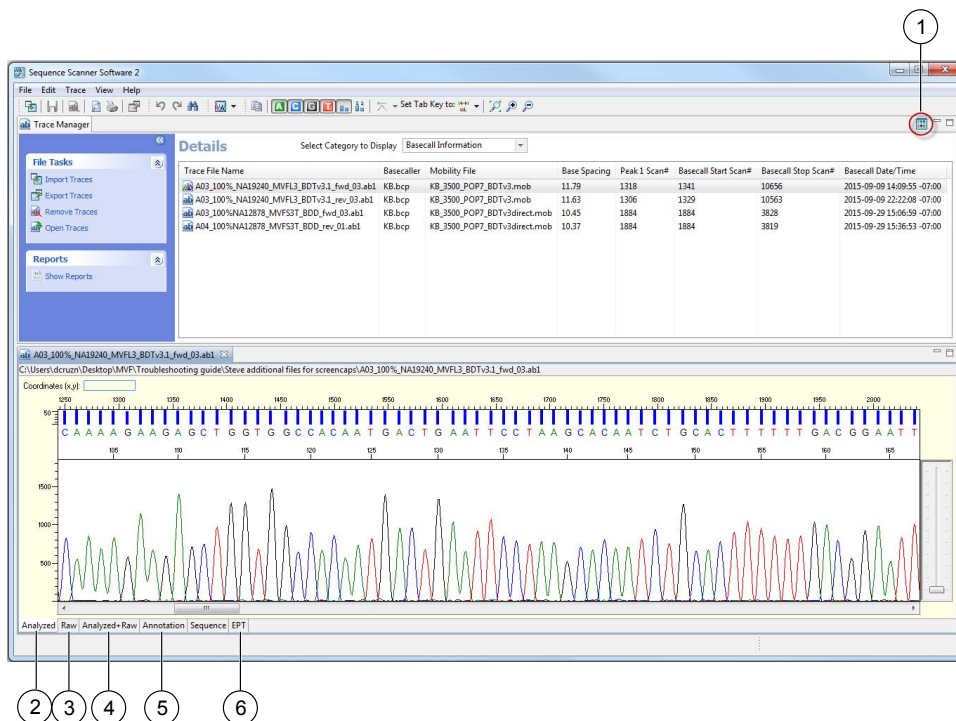 1
Sequence Scanner Software 2
File Edit Trace View Help
A C G T Set Tab Key to:
Trace Manager
Details Select Category to Display Basecall Information
File Tasks
Import Traces
Export Traces
Remove Traces
Open Traces
Reports
Show Reports
Trace File Name Basecaller Mobility File Base Spacing Peak 1 Scan# Basecall Start Scan# Basecall Stop Scan# Basecall Date/Time
A03_100%_NA19240_MVFL3_BDTv3.1_fwd_03.ab1 KB.bcp KB_3500_POP7_BDTv3.mob 11.79 1318 1341 10656 2015-09-09 14:09:55 -07:00
A03_100%_NA19240_MVFL3_BDTv3.1_rev_03.ab1 KB.bcp KB_3500_POP7_BDTv3.mob 11.63 1306 1329 10563 2015-09-09 22:22:08 -07:00
A03_100%NA12878_MVFS3T_BDD_fwd_03.ab1 KB.bcp KB_3500_POP7_BDTv3direct.mob 10.45 1884 1884 3828 2015-09-29 15:06:59 -07:00
A04_100%NA12878_MVFS3T_BDD_rev_01.ab1 KB.bcp KB_3500_POP7_BDTv3direct.mob 10.37 1884 1884 3819 2015-09-29 15:36:53 -07:00
A03_100%_NA19240_MVFL3_BDTv3.1_fwd_03.ab1
C:\Users\dcruzn\Desktop\MVF\Troubleshooting guide\Steve additional files for screencaps\A03_100%_NA19240_MVFL3_BDTv3.1_fwd_03.ab1
Coordinates (x,y):
1250 1300 1350 1400 1450 1500 1550 1600 1650 1700 1750 1800 1850 1900 1950 2000
50
C A A A A G A A G A G C T G G T G G C C A C A A T G A C T G A A T T C C T A A G C A C A A T C T G C A C T T T T T T G A C G G A A T T
105 110 115 120 125 130 135 140 145 150 155 160 165
1500
1000
500
Analyzed Raw Analyzed+Raw Annotation Sequence EPT
2 3 4 5 6